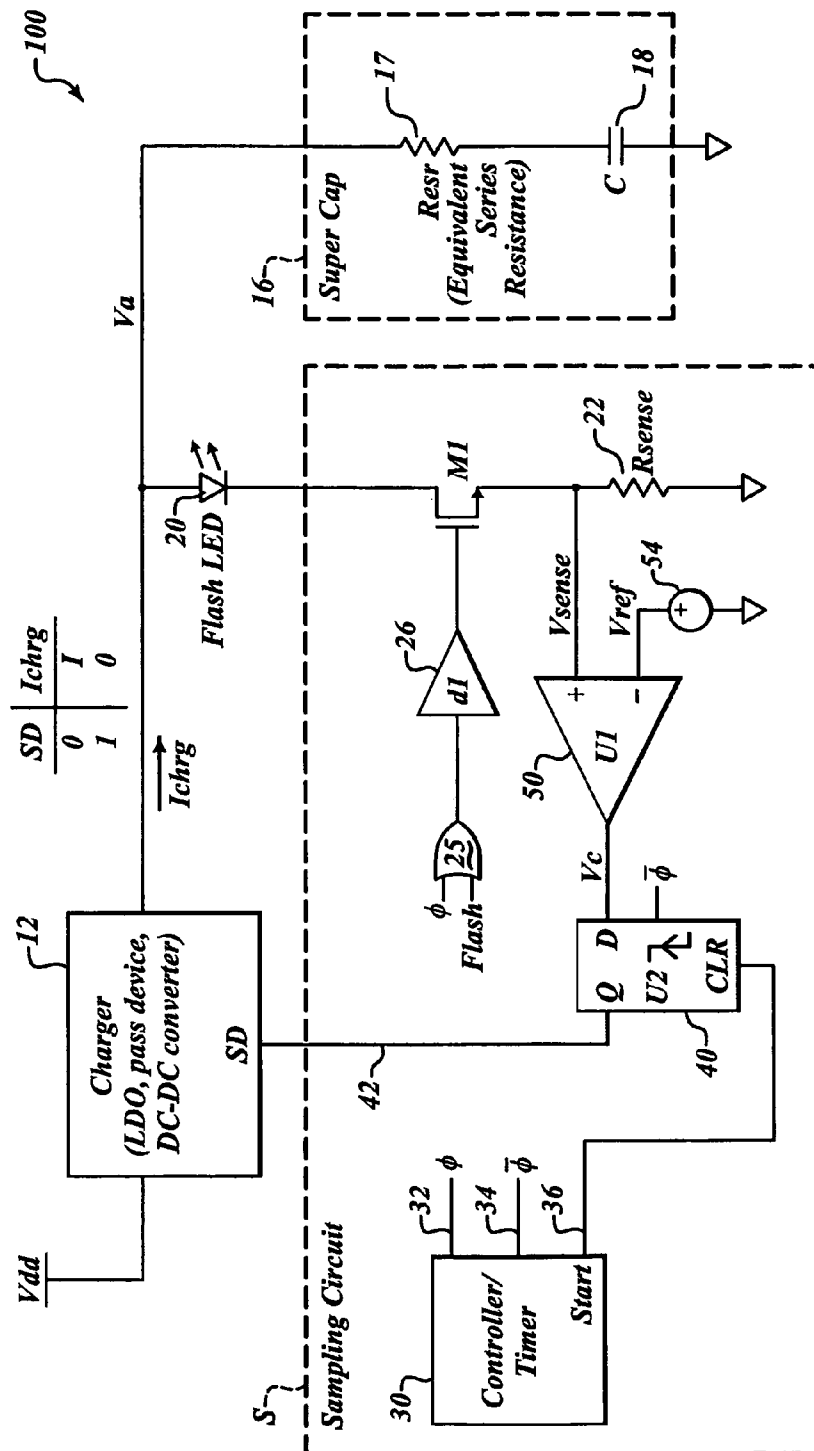 100
SD Ichrg
0 I
1 0
Vdd
12
Charger
(LDO, pass device,
DC-DC converter)
SD
Ichrg
Va
20
Flash LED
16
Super Cap
17
Resr
(Equivalent
Series
Resistance)
C
18
S
Sampling Circuit
42
ϕ
Flash
25
26
d1
M1
Vsense
22
Rsense
Vref
54
+
+
−
U1
50
Vc
Q D
U2
CLR
ϕ̅
40
30
Controller/
Timer
Start
32
ϕ
34
ϕ̅
36